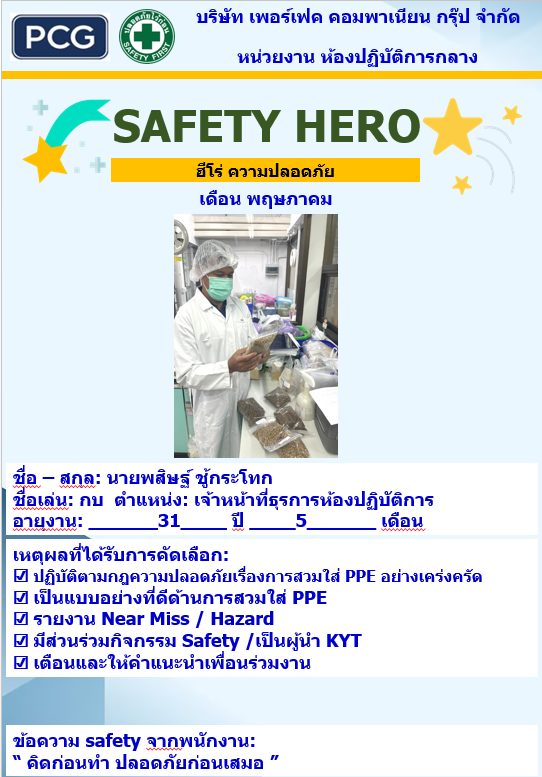 PCG
ปลอดภัยไว้ก่อน
SAFETY FIRST
บริษัท เพอร์เฟค คอมพาเนียน กรุ๊ป จำกัด
หน่วยงาน ห้องปฏิบัติการกลาง
SAFETY HERO
ฮีโร่ ความปลอดภัย
เดือน พฤษภาคม
ชื่อ – สกุล: นายพสิษฐ์ ชู้กระโทก
ชื่อเล่น: กบ ตำแหน่ง: เจ้าหน้าที่ธุรการห้องปฏิบัติการ
อายุงาน: ______31____ ปี ____5______ เดือน
เหตุผลที่ได้รับการคัดเลือก:
☑ ปฏิบัติตามกฎความปลอดภัยเรื่องการสวมใส่ PPE อย่างเคร่งครัด
☑ เป็นแบบอย่างที่ดีด้านการสวมใส่ PPE
☑ รายงาน Near Miss / Hazard
☑ มีส่วนร่วมกิจกรรม Safety /เป็นผู้นำ KYT
☑ เตือนและให้คำแนะนำเพื่อนร่วมงาน
ข้อความ safety จากพนักงาน:
“ คิดก่อนทำ ปลอดภัยก่อนเสมอ ”